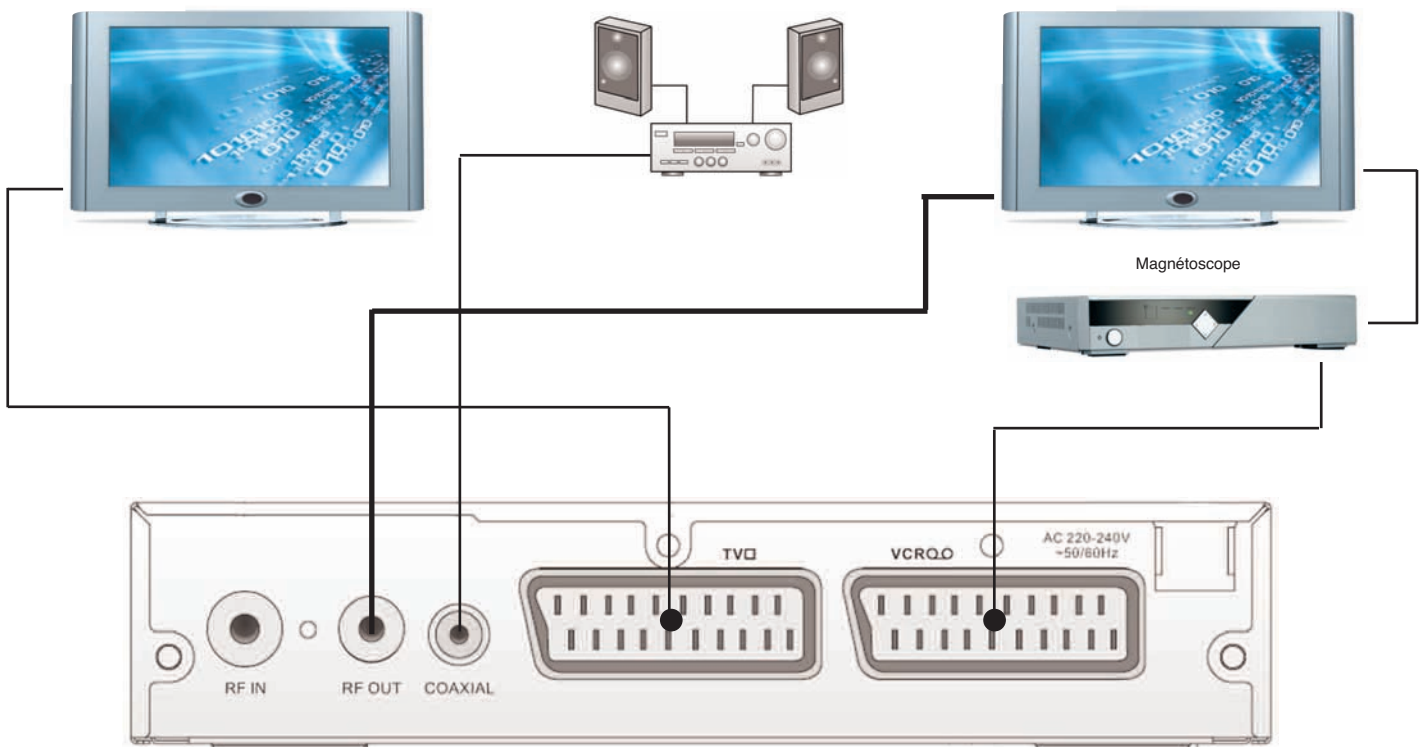 Magnétoscope
TV
VCR
AC 220-240V
~50/60Hz
RF IN
RF OUT
COAXIAL